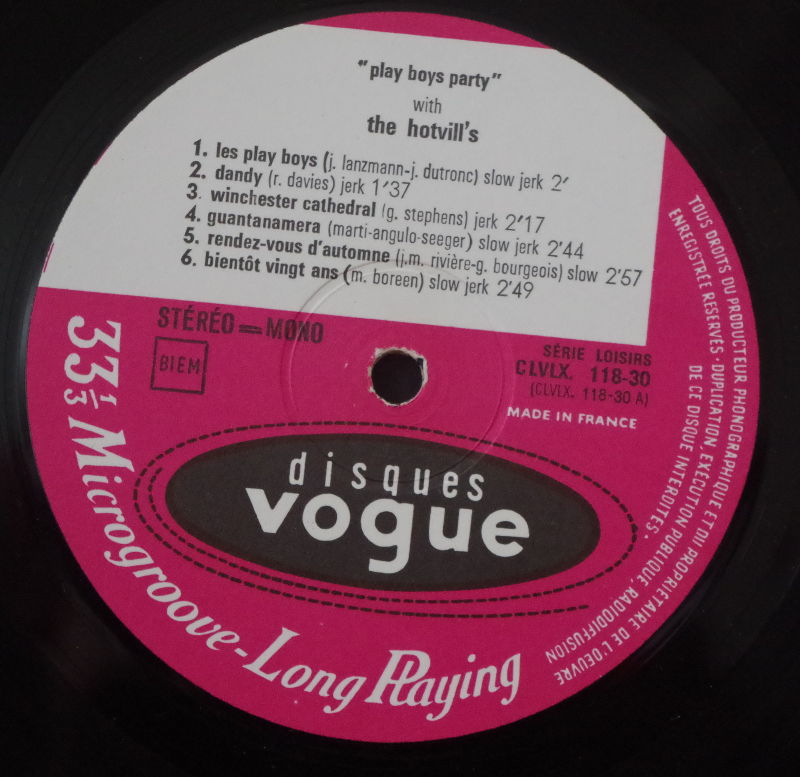 "play boys party"
with
the hotvill's
1. les play boys (j. lanzmann-j. dutronc) slow jerk 2'
2. dandy (r. davies) jerk 1'37
3. winchester cathedral (g. stephens) jerk 2'17
4. guantanamera (marti-angulo-seeger) slow jerk 2'44
5. rendez-vous d'automne (j.m. rivière-g. bourgeois) slow 2'57
6. bientôt vingt ans (m. boreen) slow jerk 2'49
STÉRÉO = MONO
BIEM
SÉRIE LOISIRS
CLVLX. 118-30
(CLVLX. 118-30 A)
MADE IN FRANCE
disques
vogue
33 1/3 Microgroove-Long Playing
TOUS DROITS DU PRODUCTEUR PHONOGRAPHIQUE ET DU PROPRIÉTAIRE DE L'OEUVRE
ENREGISTRÉE RÉSERVÉS · DUPLICATION, EXÉCUTION PUBLIQUE, RADIODIFFUSION
DE CE DISQUE INTERDITES ·